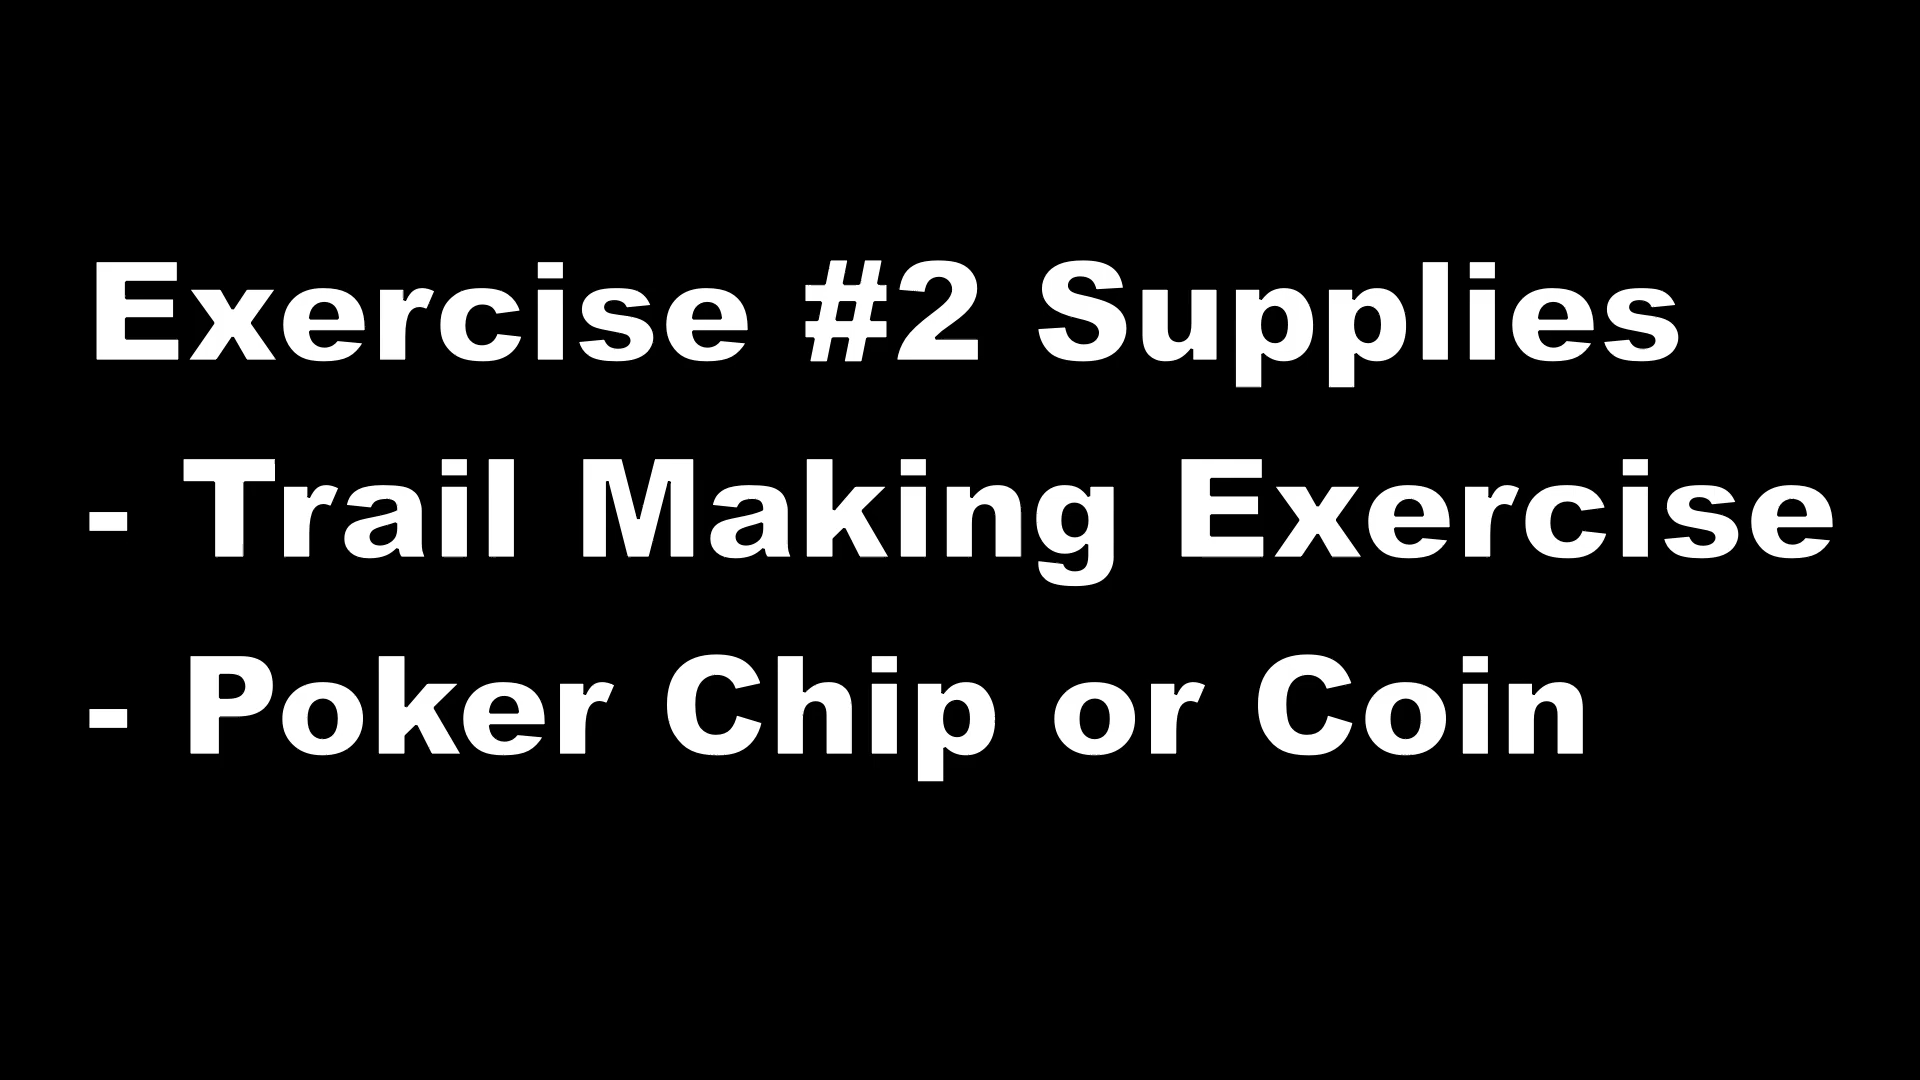 Exercise #2 Supplies
- Trail Making Exercise
- Poker Chip or Coin